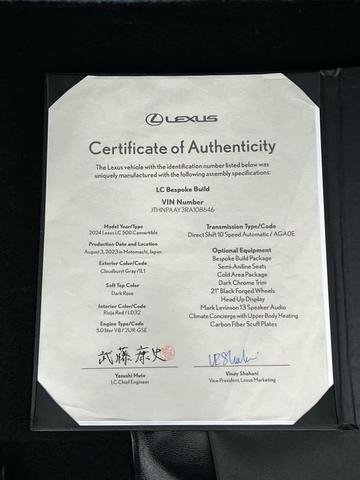 LEXUS
Certificate of Authenticity
The Lexus vehicle with the identification number listed below was
uniquely manufactured with the following assembly specifications:
LC Bespoke Build
VIN Number
JTHNPAAY3RA108646
Model Year/Type
2024 Lexus LC 500 Convertible
Production Date and Location
August 3, 2023 in Motomachi, Japan
Exterior Color/Code
Cloudburst Gray/1L1
Soft Top Color
Dark Rose
Interior Color/Code
Rioja Red / LD32
Engine Type/Code
5.0 liter V8 / 2UR-GSE
Transmission Type/Code
Direct Shift 10 Speed Automatic / AGA0E
Optional Equipment
Bespoke Build Package
Semi-Aniline Seats
Cold Area Package
Dark Chrome Trim
21" Black Forged Wheels
Head Up Display
Mark Levinson 13 Speaker Audio
Climate Concierge with Upper Body Heating
Carbon Fiber Scuff Plates
武藤康史
Yasushi Muto
LC Chief Engineer
Vinay Shahani
Vice President, Lexus Marketing